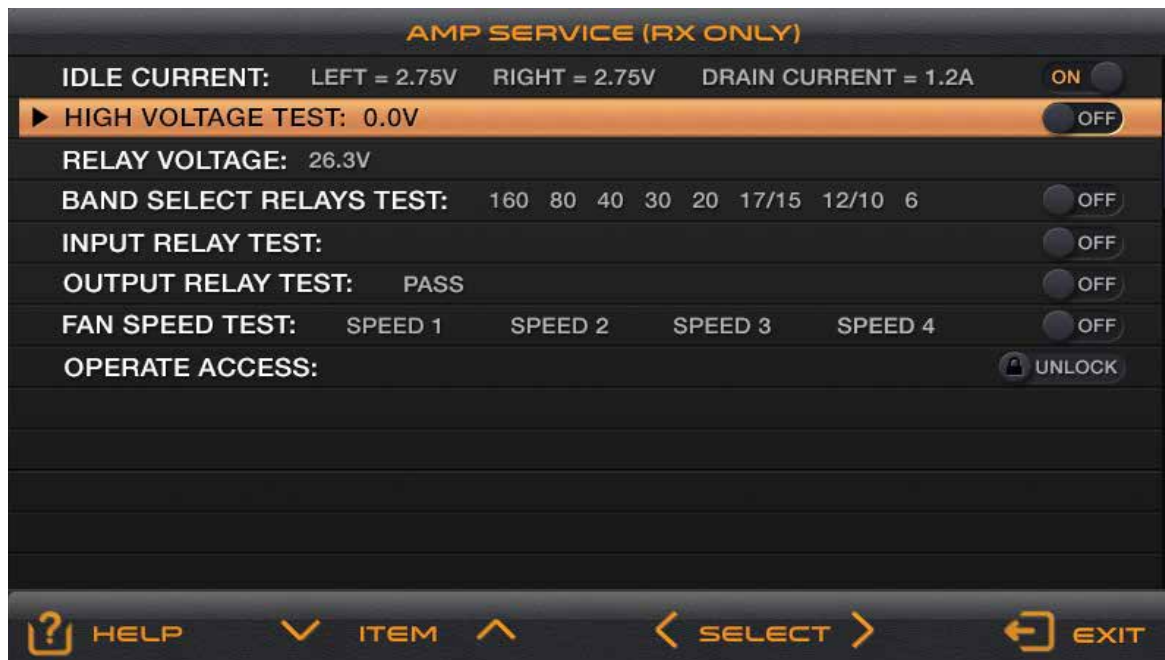 AMP SERVICE (RX ONLY)
IDLE CURRENT: LEFT = 2.75V RIGHT = 2.75V DRAIN CURRENT = 1.2A ON
HIGH VOLTAGE TEST: 0.0V OFF
RELAY VOLTAGE: 26.3V
BAND SELECT RELAYS TEST: 160 80 40 30 20 17/15 12/10 6 OFF
INPUT RELAY TEST: OFF
OUTPUT RELAY TEST: PASS OFF
FAN SPEED TEST: SPEED 1 SPEED 2 SPEED 3 SPEED 4 OFF
OPERATE ACCESS: UNLOCK
? HELP ITEM SELECT EXIT